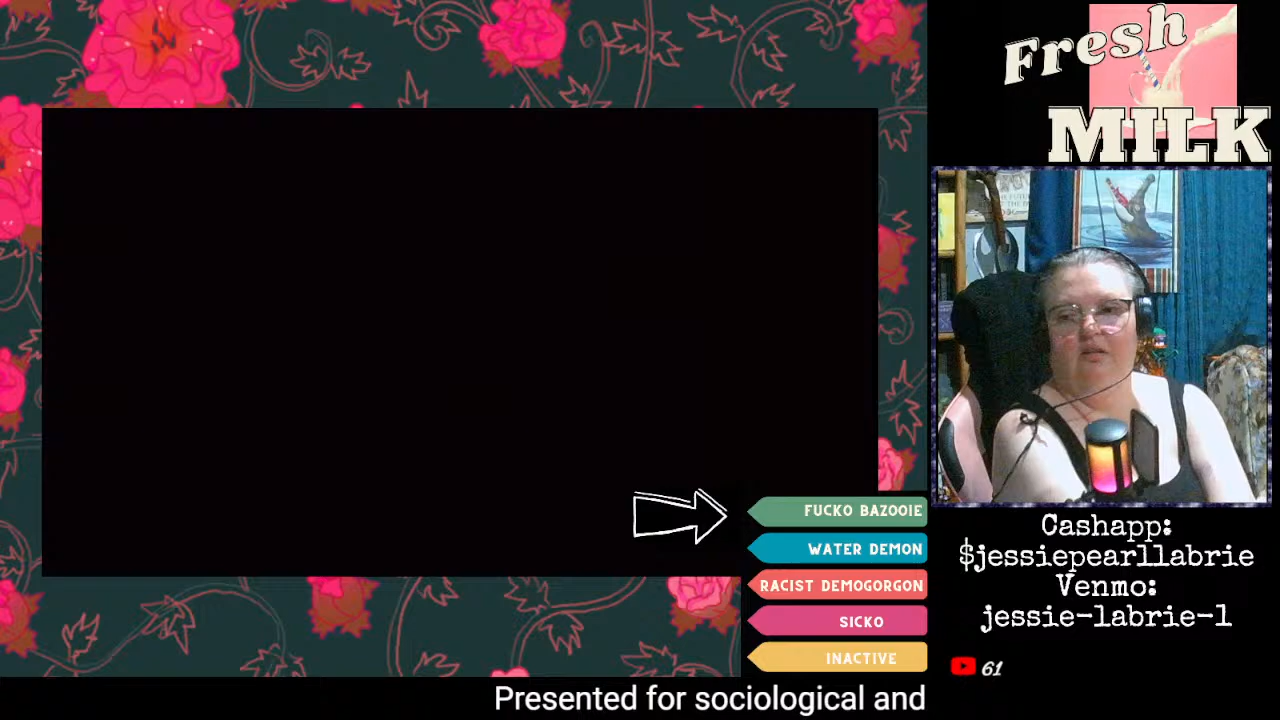 Fresh
MILK
FUCKO BAZOOIE
WATER DEMON
RACIST DEMOGORGON
SICKO
INACTIVE
Cashapp:
$jessiepearllabrie
Venmo:
jessie-labrie-1
61
Presented for sociological and